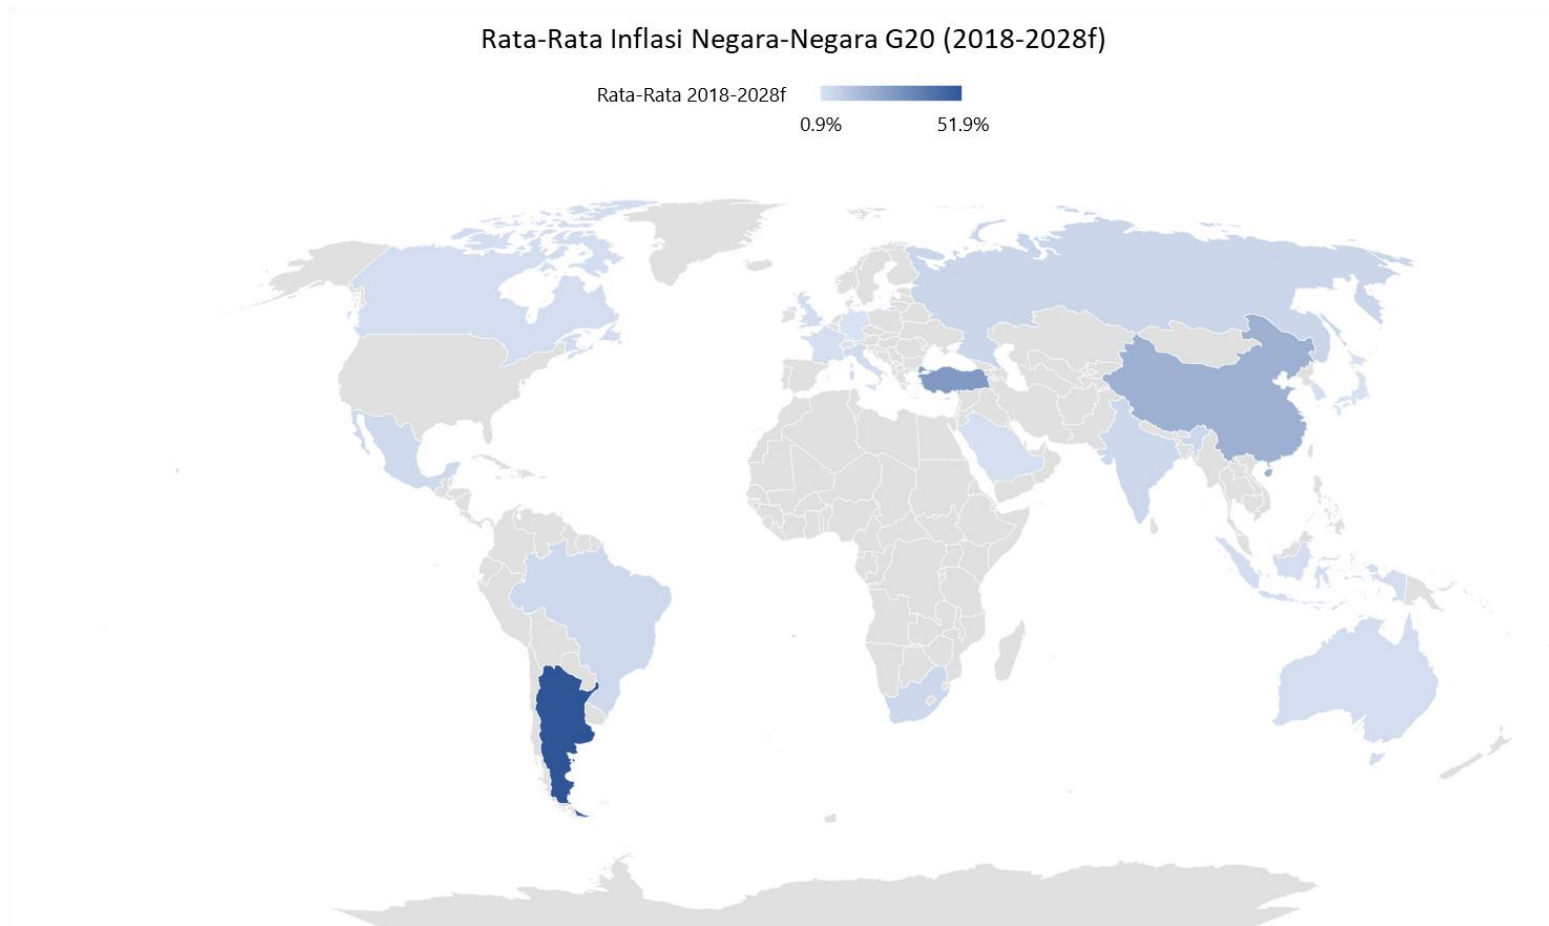 Rata-Rata Inflasi Negara-Negara G20 (2018-2028f)
Rata-Rata 2018-2028f
0.9% 51.9%